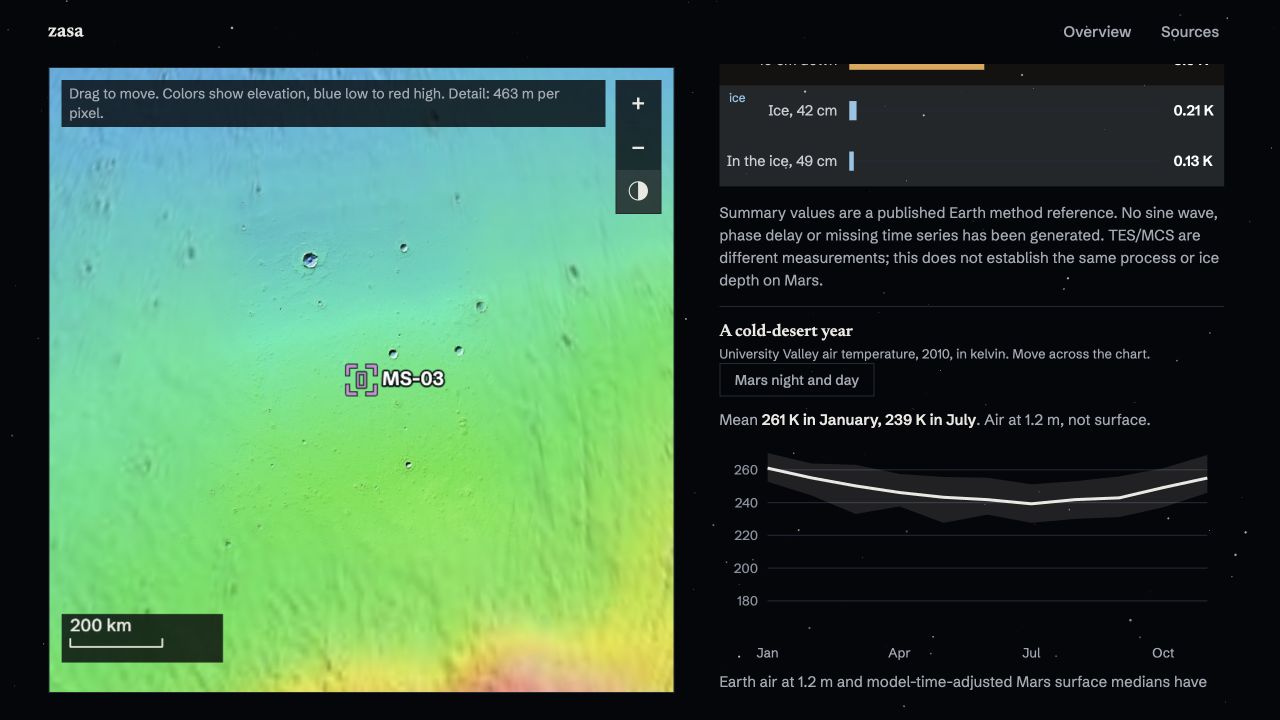 zasa
Overview
Sources
Drag to move. Colors show elevation, blue low to red high. Detail: 463 m per
pixel.
+
−
MS-03
200 km
ice
Ice, 42 cm
0.21 K
In the ice, 49 cm
0.13 K
Summary values are a published Earth method reference. No sine wave,
phase delay or missing time series has been generated. TES/MCS are
different measurements; this does not establish the same process or ice
depth on Mars.
A cold-desert year
University Valley air temperature, 2010, in kelvin. Move across the chart.
Mars night and day
Mean 261 K in January, 239 K in July. Air at 1.2 m, not surface.
260
240
220
200
180
Jan
Apr
Jul
Oct
Earth air at 1.2 m and model-time-adjusted Mars surface medians have